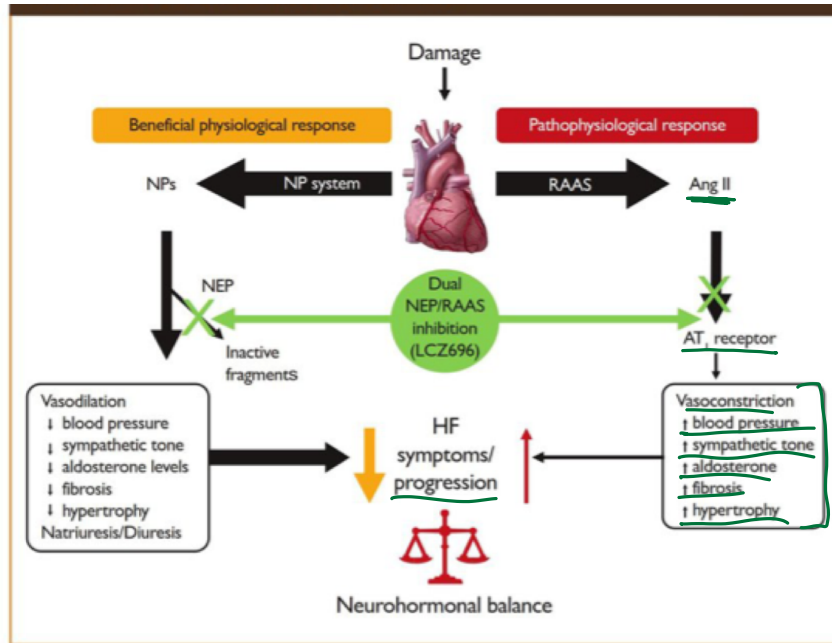 Damage
Beneficial physiological response
Pathophysiological response
NPs
NP system
RAAS
Ang II
NEP
Inactive
fragments
Dual
NEP/RAAS
inhibition
(LCZ696)
AT₁ receptor
Vasodilation
↓ blood pressure
↓ sympathetic tone
↓ aldosterone levels
↓ fibrosis
↓ hypertrophy
Natriuresis/Diuresis
HF
symptoms/
progression
Vasoconstriction
↑ blood pressure
↑ sympathetic tone
↑ aldosterone
↑ fibrosis
↑ hypertrophy
Neurohormonal balance